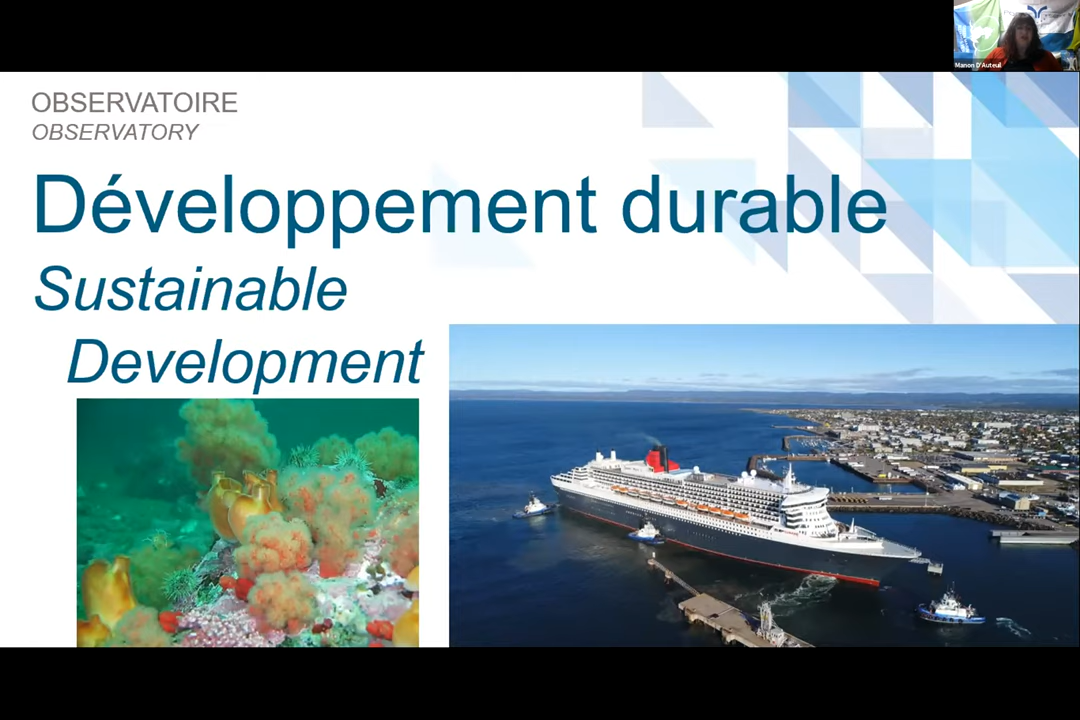 Manon D'Auteuil
OBSERVATOIRE
OBSERVATORY
Développement durable
Sustainable
Development